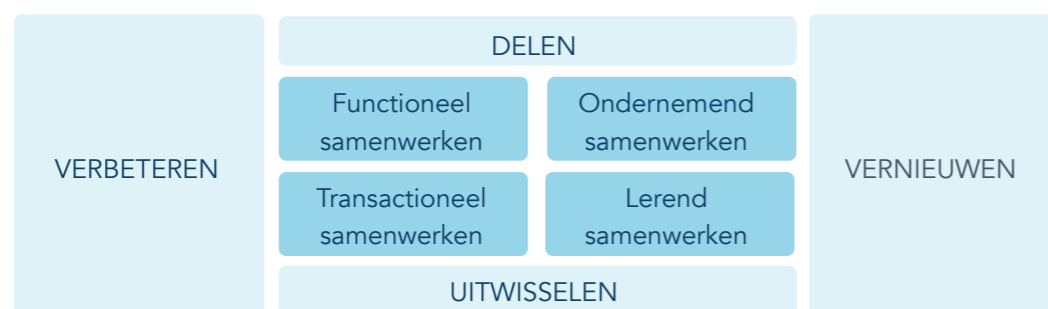 DELEN
Functioneel
samenwerken
Ondernemend
samenwerken
VERBETEREN
VERNIEUWEN
Transactioneel
samenwerken
Lerend
samenwerken
UITWISSELEN